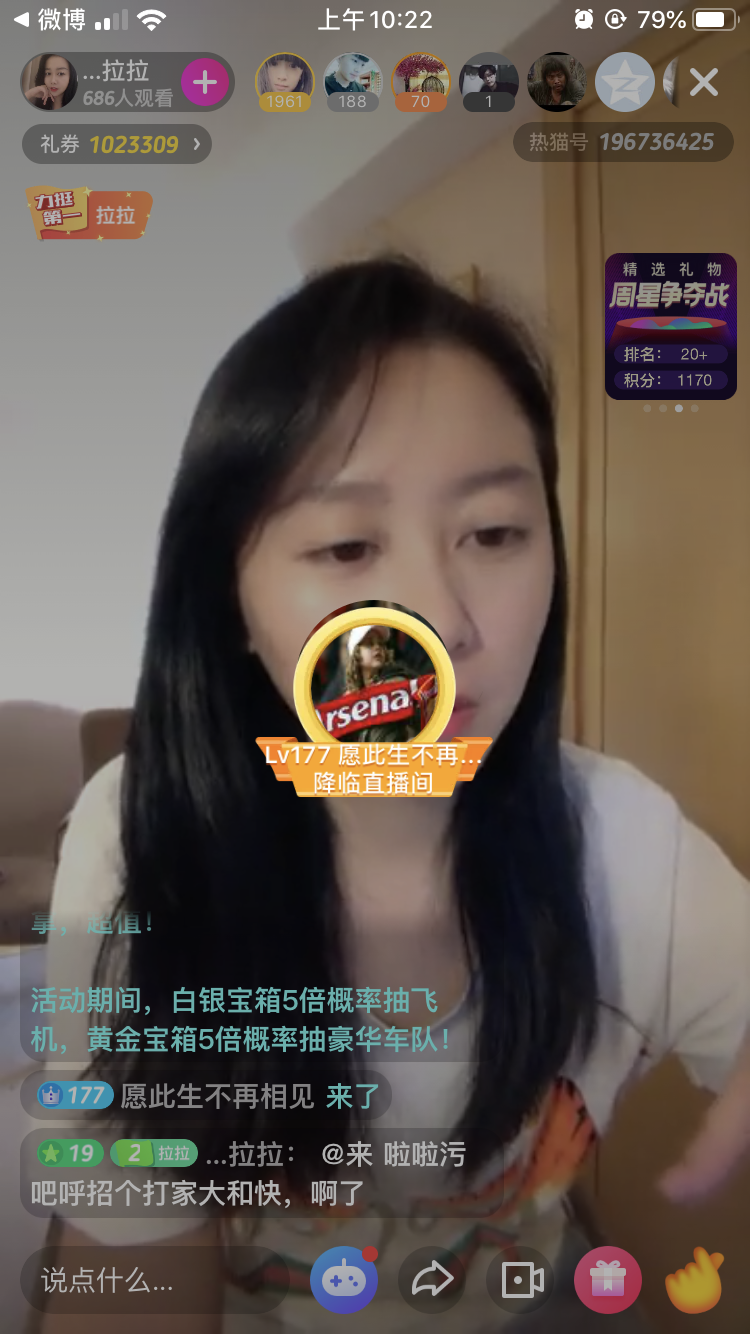 微博
上午10:22
79%
...拉拉
686人观看
1961
188
70
1
礼券 1023309
热猫号 196736425
力挺
第一
拉拉
精选礼物
周星争夺战
排名： 20+
积分： 1170
rsenal
Lv177 愿此生不再...
降临直播间
拿，超值！
活动期间，白银宝箱5倍概率抽飞
机，黄金宝箱5倍概率抽豪华车队！
177 愿此生不再相见 来了
19 2 拉拉 ...拉拉： @来 啦啦污
吧呼招个打家大和快，啊了
说点什么...